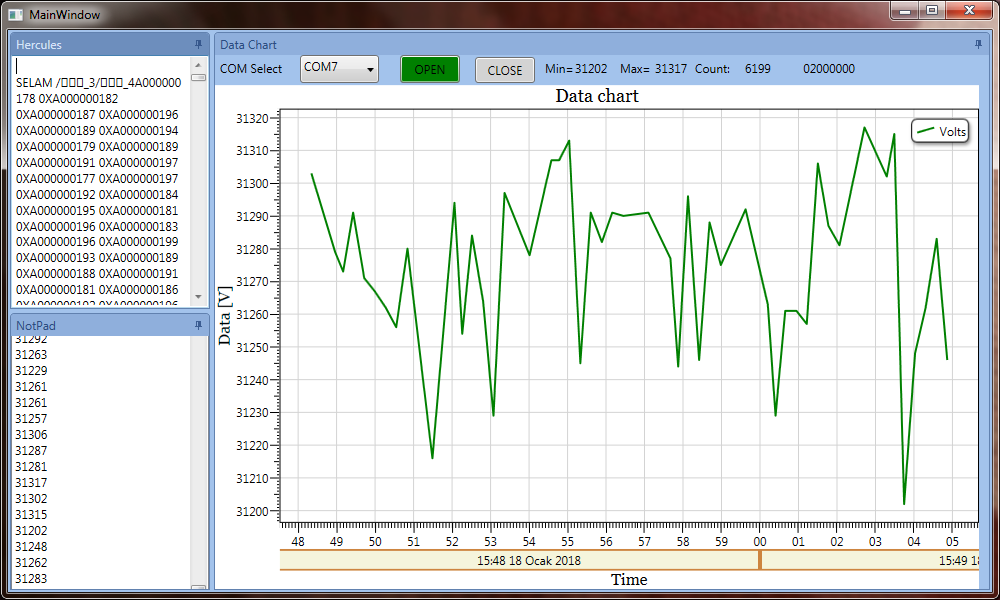 MainWindow
Hercules
SELAM /□□□_3/□□□_4A000000
178 0XA000000182
0XA000000187 0XA000000196
0XA000000189 0XA000000194
0XA000000179 0XA000000189
0XA000000191 0XA000000197
0XA000000177 0XA000000197
0XA000000192 0XA000000184
0XA000000195 0XA000000181
0XA000000196 0XA000000183
0XA000000196 0XA000000199
0XA000000193 0XA000000189
0XA000000188 0XA000000191
0XA000000181 0XA000000186
NotPad
31292
31263
31229
31261
31261
31257
31306
31287
31281
31317
31302
31315
31202
31248
31262
31283
Data Chart
COM Select COM7 OPEN CLOSE Min= 31202 Max= 31317 Count: 6199 02000000
Data chart
Volts
Data [V]
31320
31310
31300
31290
31280
31270
31260
31250
31240
31230
31220
31210
31200
48 49 50 51 52 53 54 55 56 57 58 59 00 01 02 03 04 05
15:48 18 Ocak 2018 15:49 18
Time